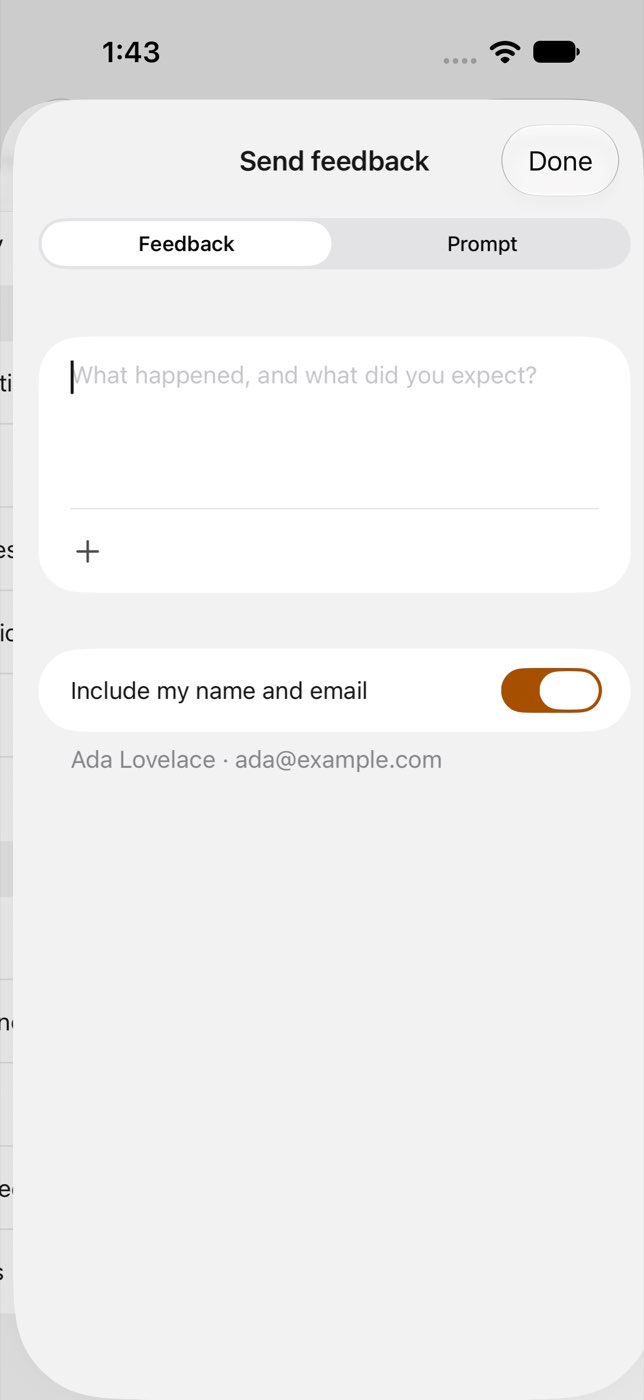 1:43
Send feedback
Done
Feedback
Prompt
What happened, and what did you expect?
Include my name and email
Ada Lovelace · ada@example.com